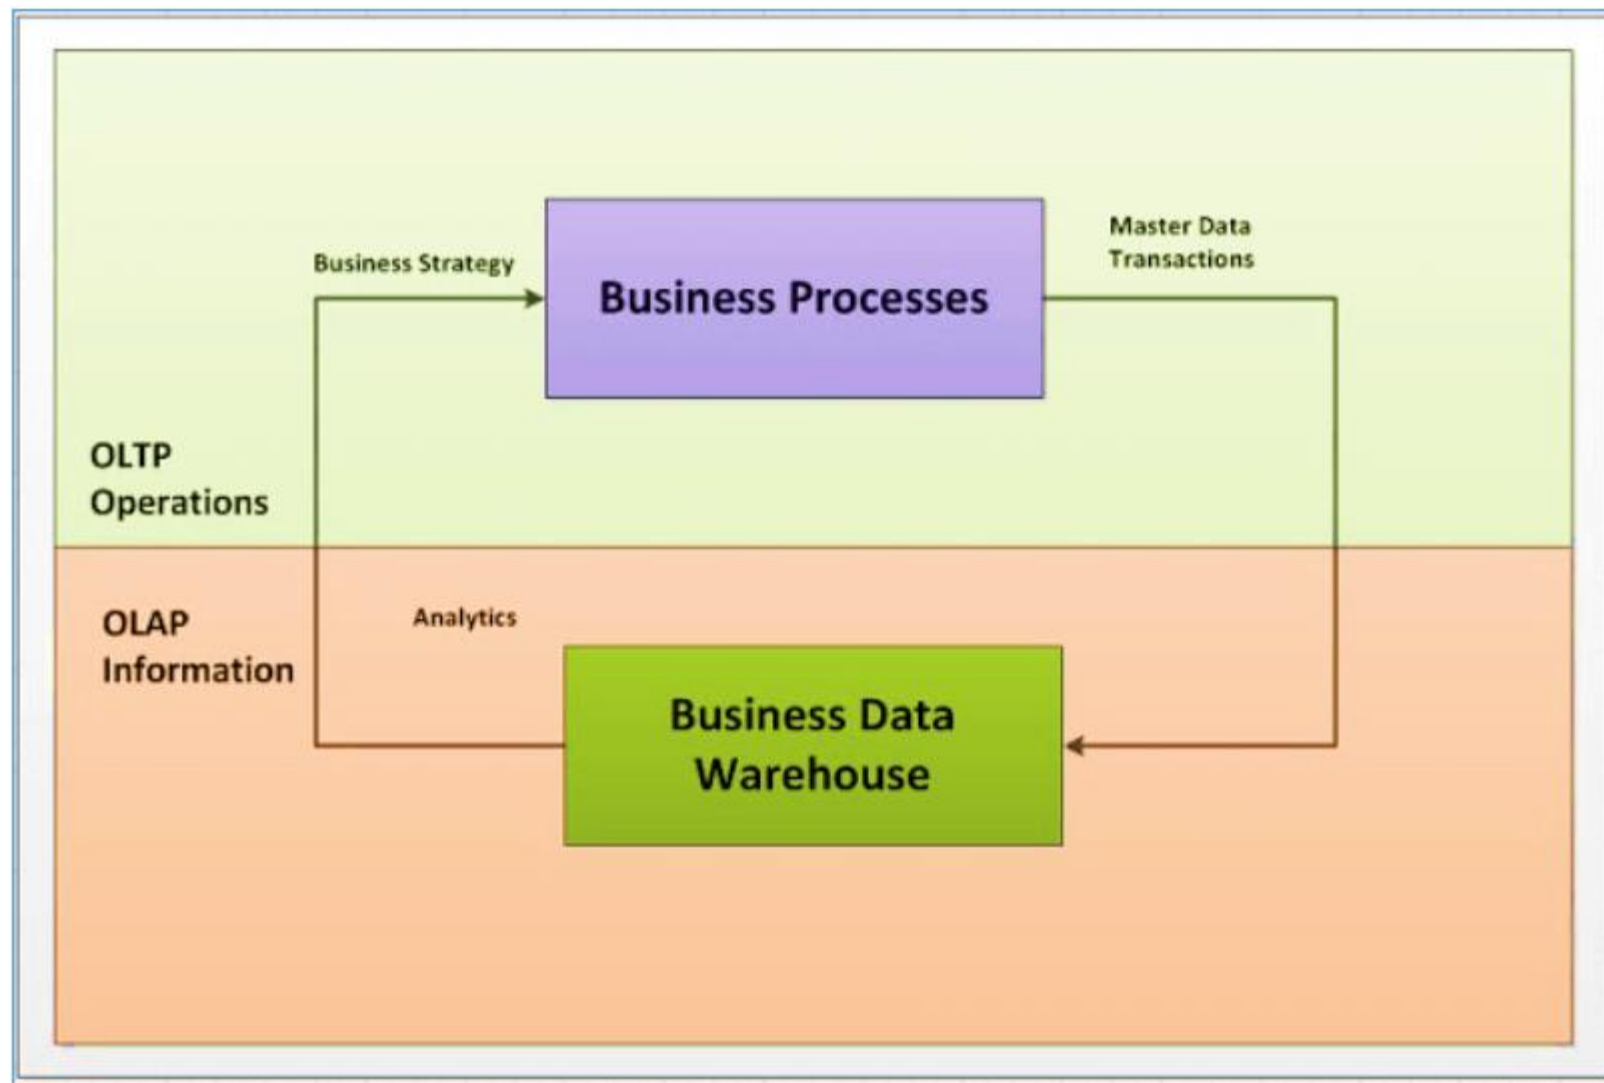 Business Strategy
Business Processes
Master Data
Transactions
OLTP
Operations
OLAP
Information
Analytics
Business Data
Warehouse